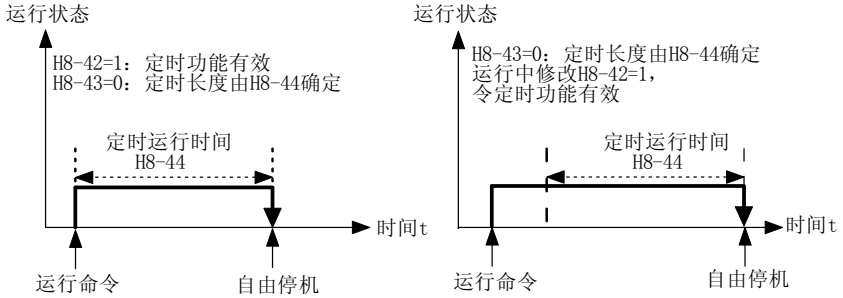 运行状态
H8-42=1：定时功能有效
H8-43=0：定时长度由H8-44确定
定时运行时间
H8-44
时间t
运行命令
自由停机
运行状态
H8-43=0：定时长度由H8-44确定
运行中修改H8-42=1，
令定时功能有效
定时运行时间
H8-44
时间t
运行命令
自由停机